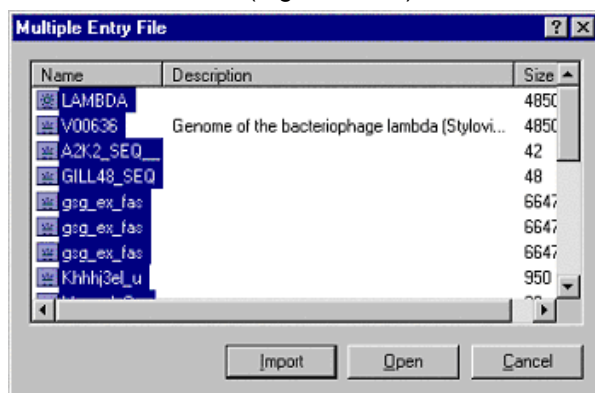 Multiple Entry File
Name Description Size
LAMBDA 4850
V00636 Genome of the bacteriophage lambda (Stylovi... 4850
A2K2_SEQ__ 42
GILL48_SEQ 48
gsg_ex_fas 6647
gsg_ex_fas 6647
gsg_ex_fas 6647
Khhhj3el_u 950
Import Open Cancel